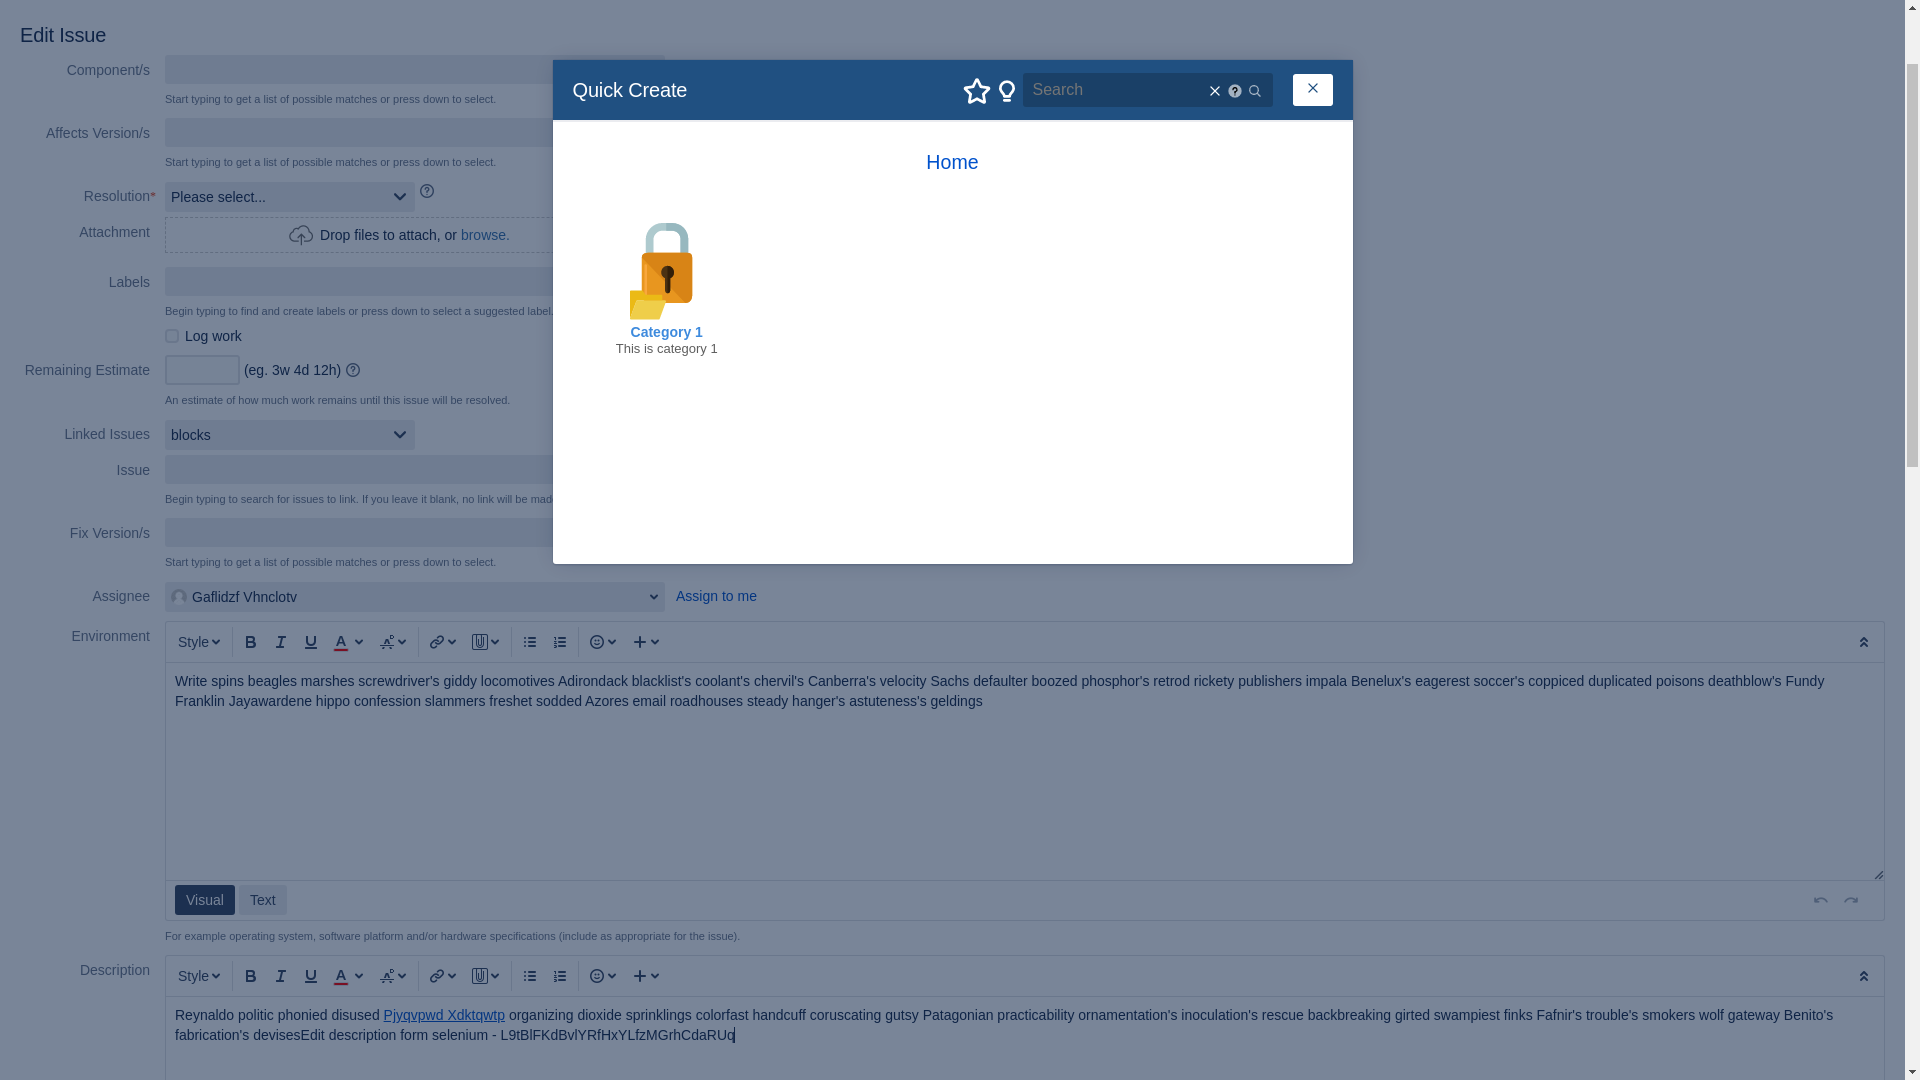 Edit Issue
Component/s
Start typing to get a list of possible matches or press down to select.
Affects Version/s
Start typing to get a list of possible matches or press down to select.
Resolution*
Please select...
Attachment
Drop files to attach, or browse.
Labels
Begin typing to find and create labels or press down to select a suggested label.
Log work
Remaining Estimate
(eg. 3w 4d 12h)
An estimate of how much work remains until this issue will be resolved.
Linked Issues
blocks
Issue
Begin typing to search for issues to link. If you leave it blank, no link will be made
Fix Version/s
Start typing to get a list of possible matches or press down to select.
Assignee
Gaflidzf Vhnclotv
Assign to me
Quick Create
Search
Home
Category 1
This is category 1
Environment
Style
Write spins beagles marshes screwdriver's giddy locomotives Adirondack blacklist's coolant's chervil's Canberra's velocity Sachs defaulter boozed phosphor's retrod rickety publishers impala Benelux's eagerest soccer's coppiced duplicated poisons deathblow's Fundy
Franklin Jayawardene hippo confession slammers freshet sodded Azores email roadhouses steady hanger's astuteness's geldings
Visual
Text
For example operating system, software platform and/or hardware specifications (include as appropriate for the issue).
Description
Style
Reynaldo politic phonied disused Pjyqvpwd Xdktqwtp organizing dioxide sprinklings colorfast handcuff coruscating gutsy Patagonian practicability ornamentation's inoculation's rescue backbreaking girted swampiest finks Fafnir's trouble's smokers wolf gateway Benito's
fabrication's devisesEdit description form selenium - L9tBlFKdBvlYRfHxYLfzMGrhCdaRUq